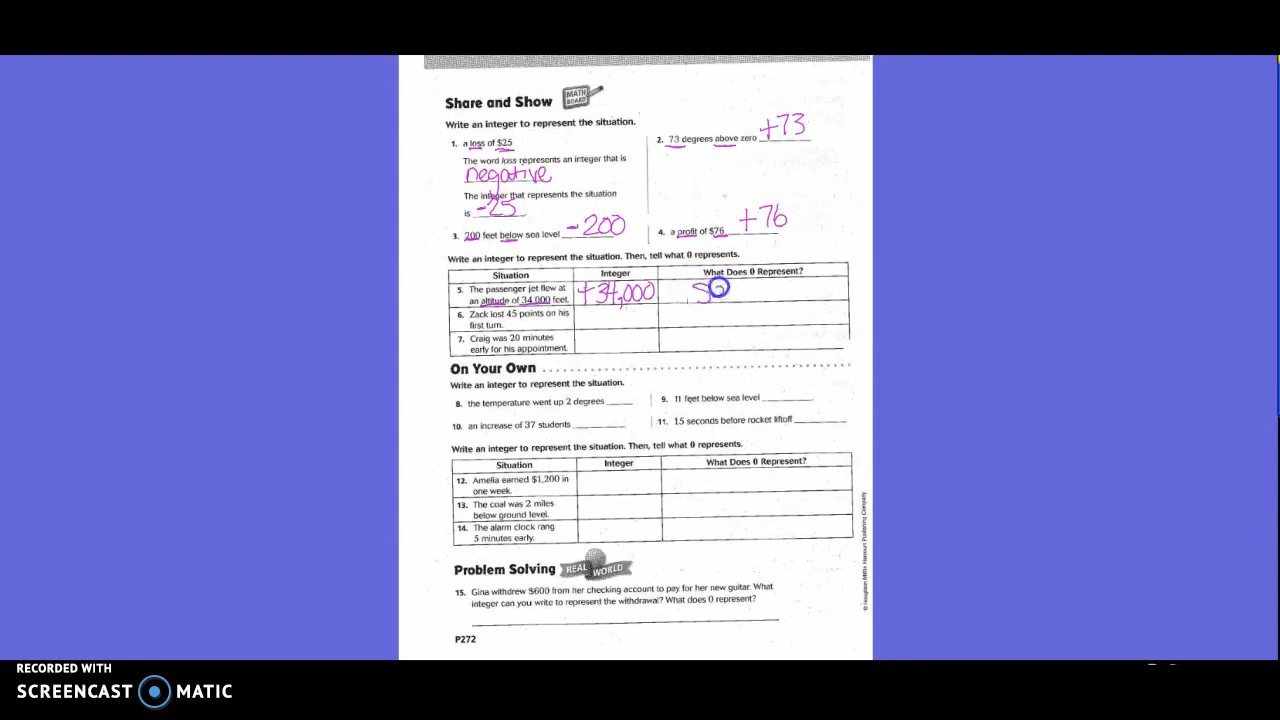 Share and Show MATH BOARD
Write an integer to represent the situation.
1. a loss of $25
2. 73 degrees above zero +73
The word loss represents an integer that is
negative
The integer that represents the situation
is -25
3. 200 feet below sea level -200
4. a profit of $76 +76
Write an integer to represent the situation. Then, tell what 0 represents.
Situation Integer What Does 0 Represent?
5. The passenger jet flew at
an altitude of 34,000 feet. +34,000
6. Zack lost 45 points on his
first turn.
7. Craig was 20 minutes
early for his appointment.
On Your Own
Write an integer to represent the situation.
8. the temperature went up 2 degrees
9. 11 feet below sea level
10. an increase of 37 students
11. 15 seconds before rocket liftoff
Write an integer to represent the situation. Then, tell what 0 represents.
Situation Integer What Does 0 Represent?
12. Amelia earned $1,200 in
one week.
13. The coal was 2 miles
below ground level.
14. The alarm clock rang
5 minutes early.
Problem Solving REAL WORLD
15. Gina withdrew $600 from her checking account to pay for her new guitar. What
integer can you write to represent the withdrawal? What does 0 represent?
P272
© Houghton Mifflin Harcourt Publishing Company
RECORDED WITH
SCREENCAST MATIC